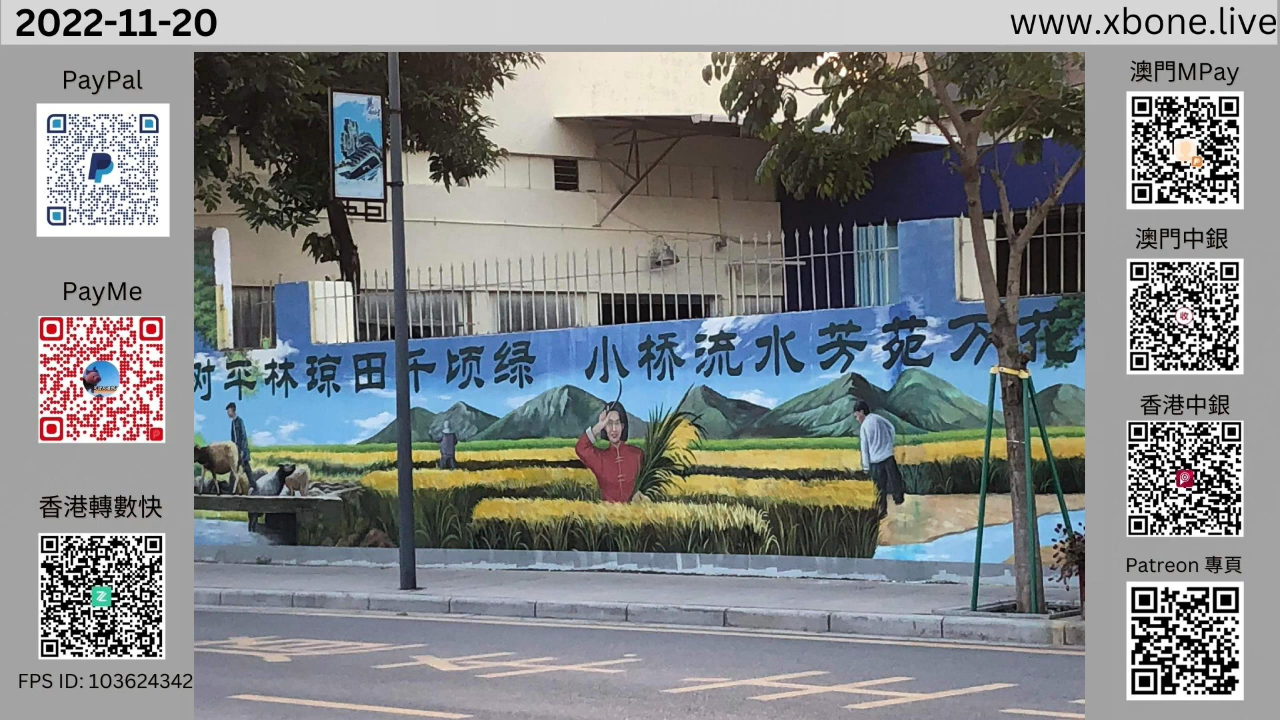 2022-11-20
www.xbone.live
PayPal
PayMe
香港轉數快
FPS ID: 103624342
树平林琼田千顷绿 小桥流水芳苑万花
澳門MPay
澳門中銀
香港中銀
Patreon 專頁